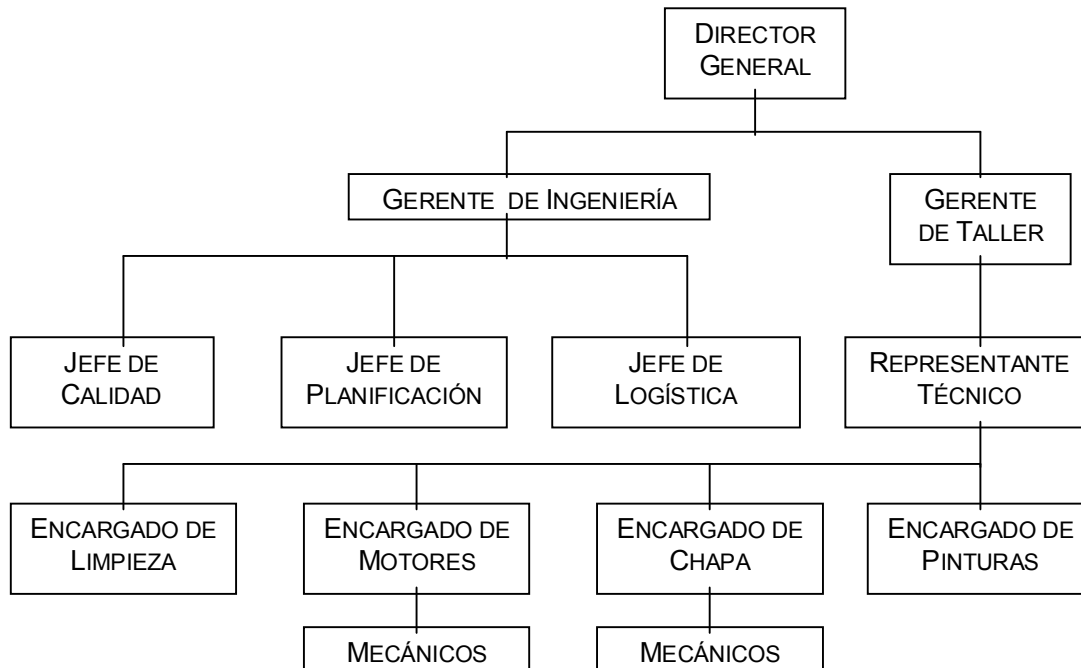 DIRECTOR
GENERAL
GERENTE DE INGENIERÍA
GERENTE
DE TALLER
JEFE DE
CALIDAD
JEFE DE
PLANIFICACIÓN
JEFE DE
LOGÍSTICA
REPRESENTANTE
TÉCNICO
ENCARGADO DE
LIMPIEZA
ENCARGADO DE
MOTORES
ENCARGADO DE
CHAPA
ENCARGADO DE
PINTURAS
MECÁNICOS
MECÁNICOS